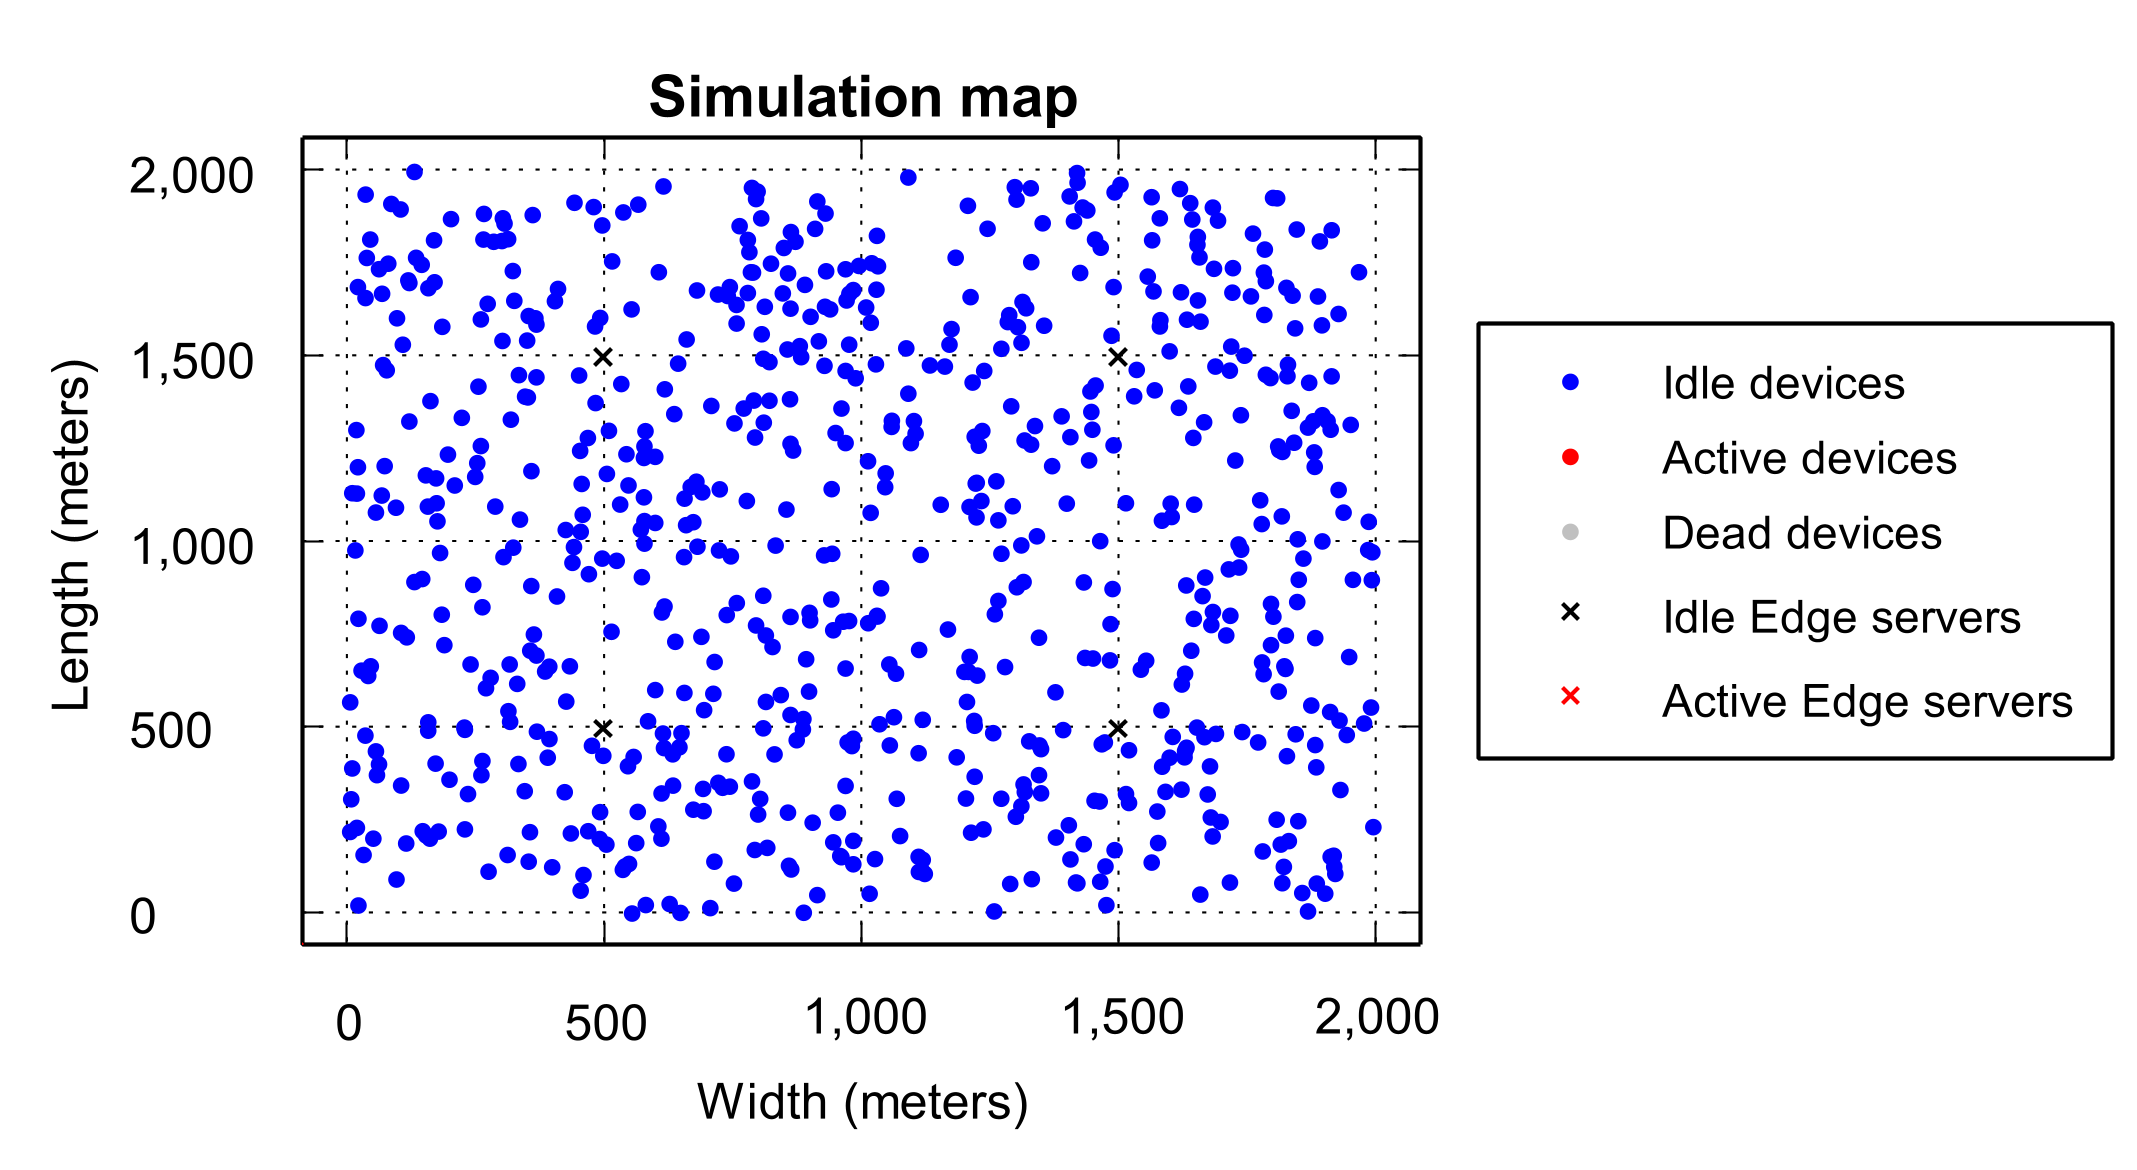 Simulation map
2,000
1,500
1,000
500
0
Length (meters)
0
500
1,000
1,500
2,000
Width (meters)
Idle devices
Active devices
Dead devices
Idle Edge servers
Active Edge servers